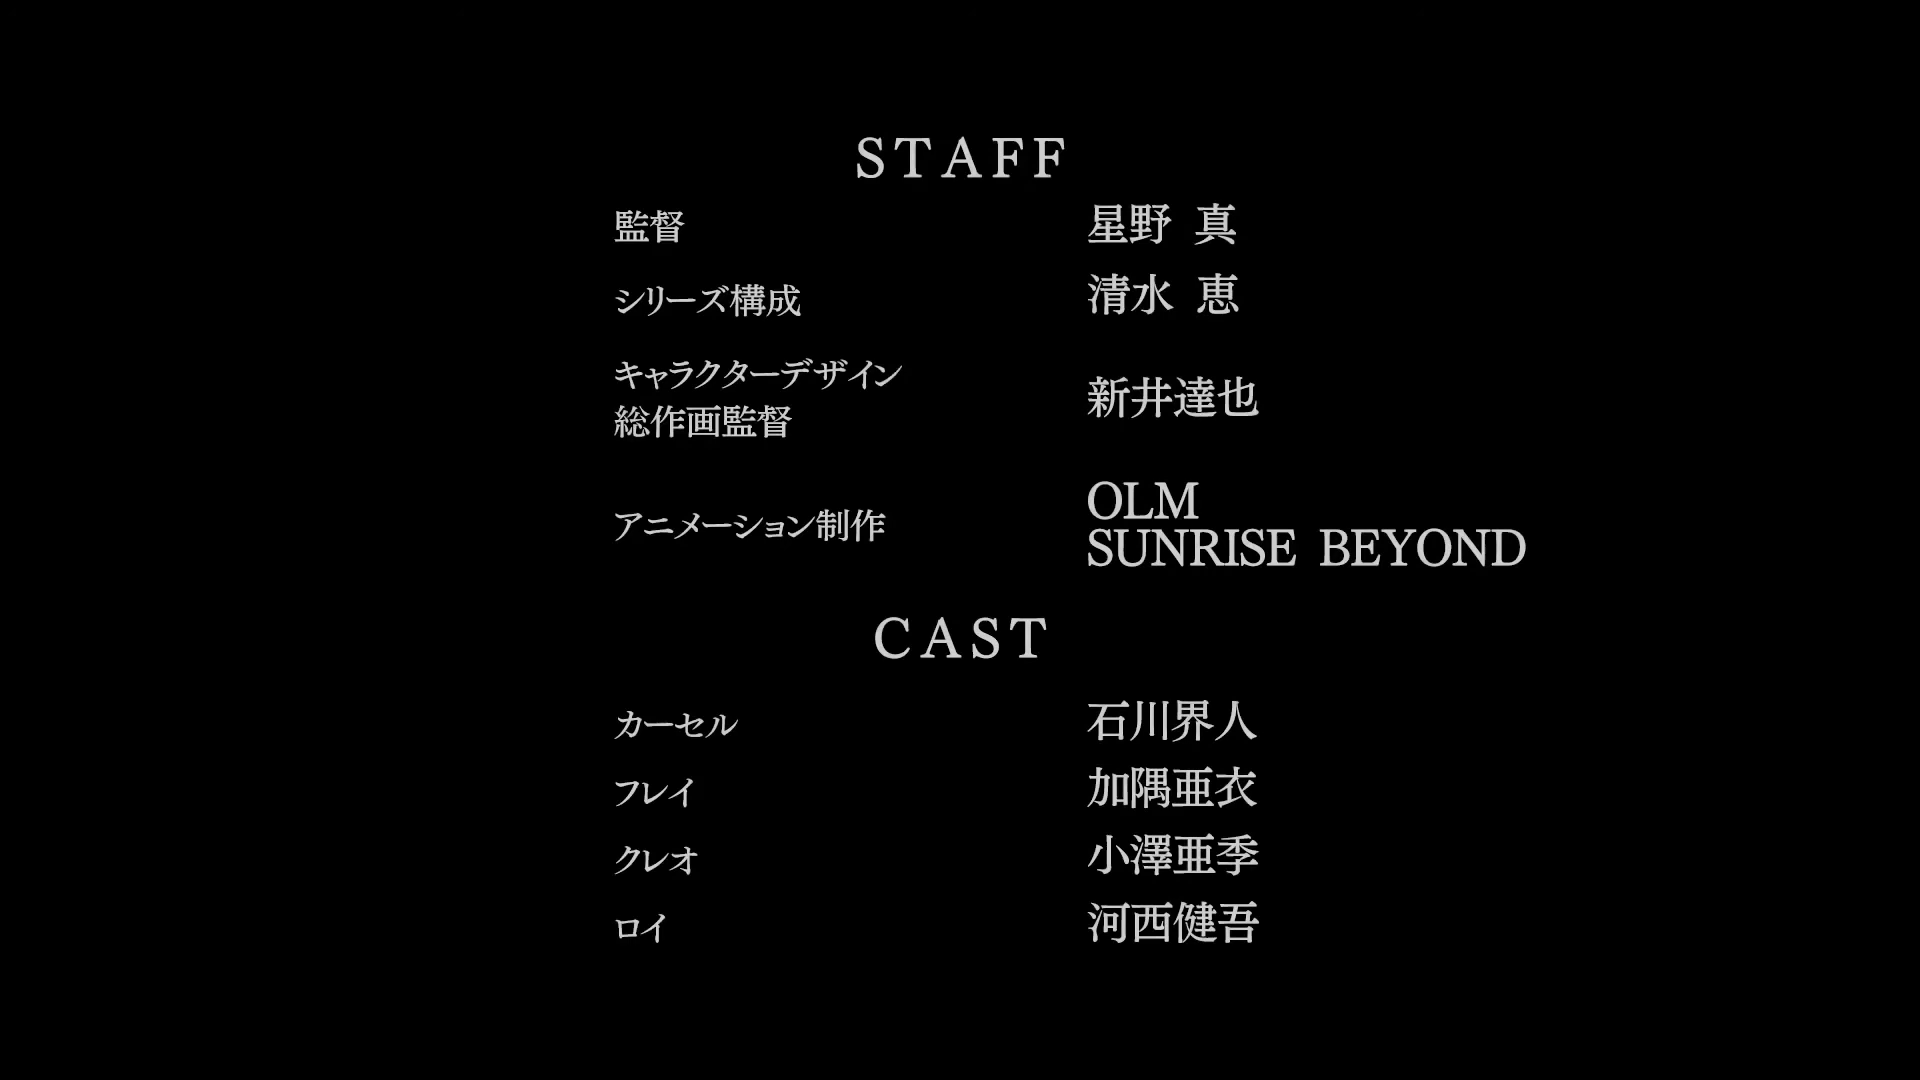 STAFF
監督 星野 真
シリーズ構成 清水 恵
キャラクターデザイン
総作画監督 新井達也
アニメーション制作 OLM
SUNRISE BEYOND
CAST
カーセル 石川界人
フレイ 加隈亜衣
クレオ 小澤亜季
ロイ 河西健吾